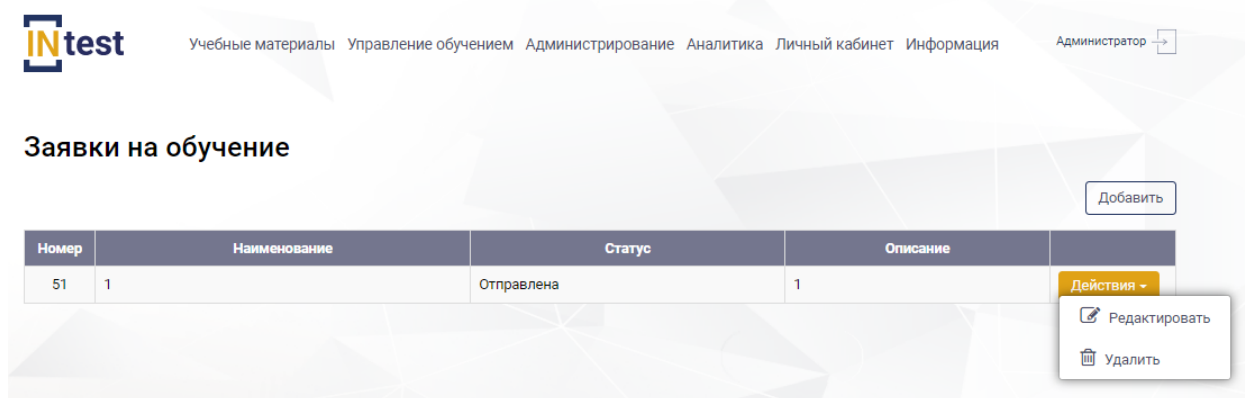 INtest
Учебные материалы Управление обучением Администрирование Аналитика Личный кабинет Информация Администратор
Заявки на обучение
Добавить
Номер Наименование Статус Описание
51 1 Отправлена 1 Действия
Редактировать
Удалить